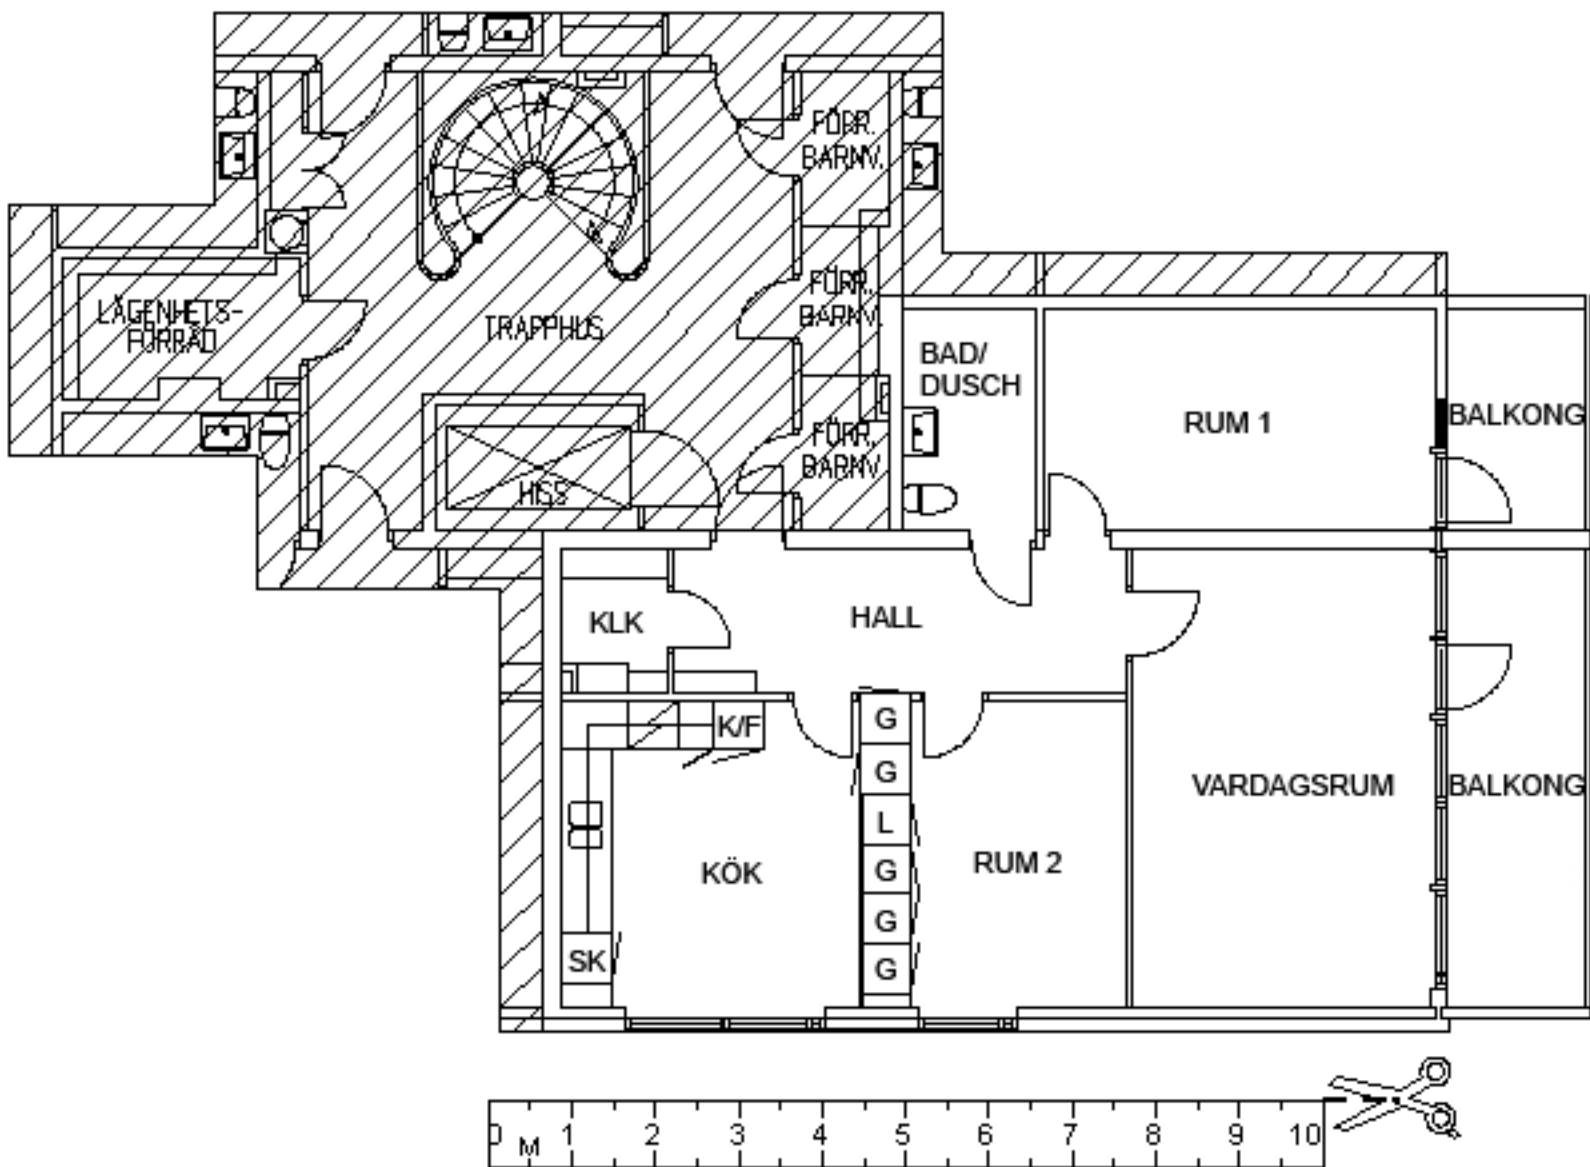 FÖRR.
BARNV.
LÄGENHETS-
FÖRRÅD
TRAPPHUS
FÖRR.
BARNV.
BAD/
DUSCH
RUM 1
BALKONG
FÖRR.
BARNV.
HISS
KLK
HALL
K/F
G
G
L
G
G
G
VARDAGSRUM
BALKONG
KÖK
RUM 2
SK
0 M 1 2 3 4 5 6 7 8 9 10